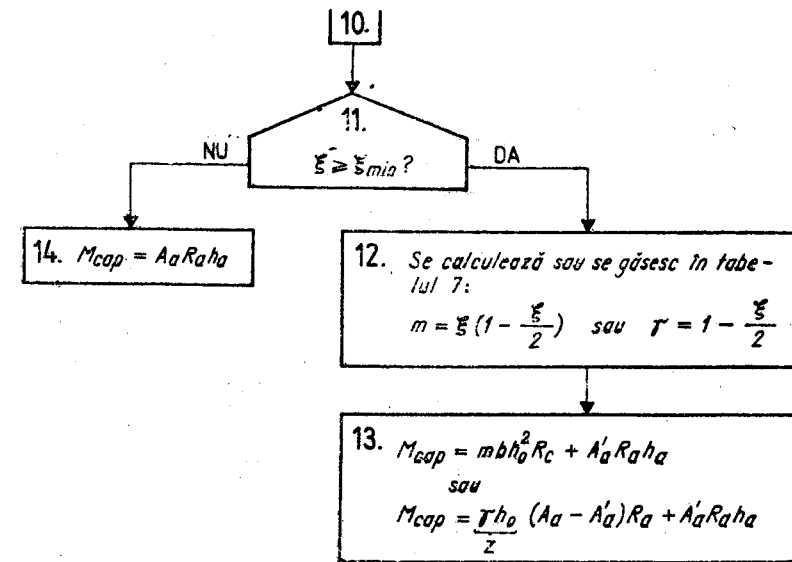 10.
11.
ξ ≥ ξmin ?
NU
DA
14. Mcap = AaRaha
12. Se calculează sau se găsesc în tabe-
lul 7:
m = ξ (1 - ξ/2) sau γ = 1 - ξ/2
13. Mcap = mbh₀²Rc + A'aRaha
sau
Mcap = γh₀ (Aa - A'a)Ra + A'aRaha
z